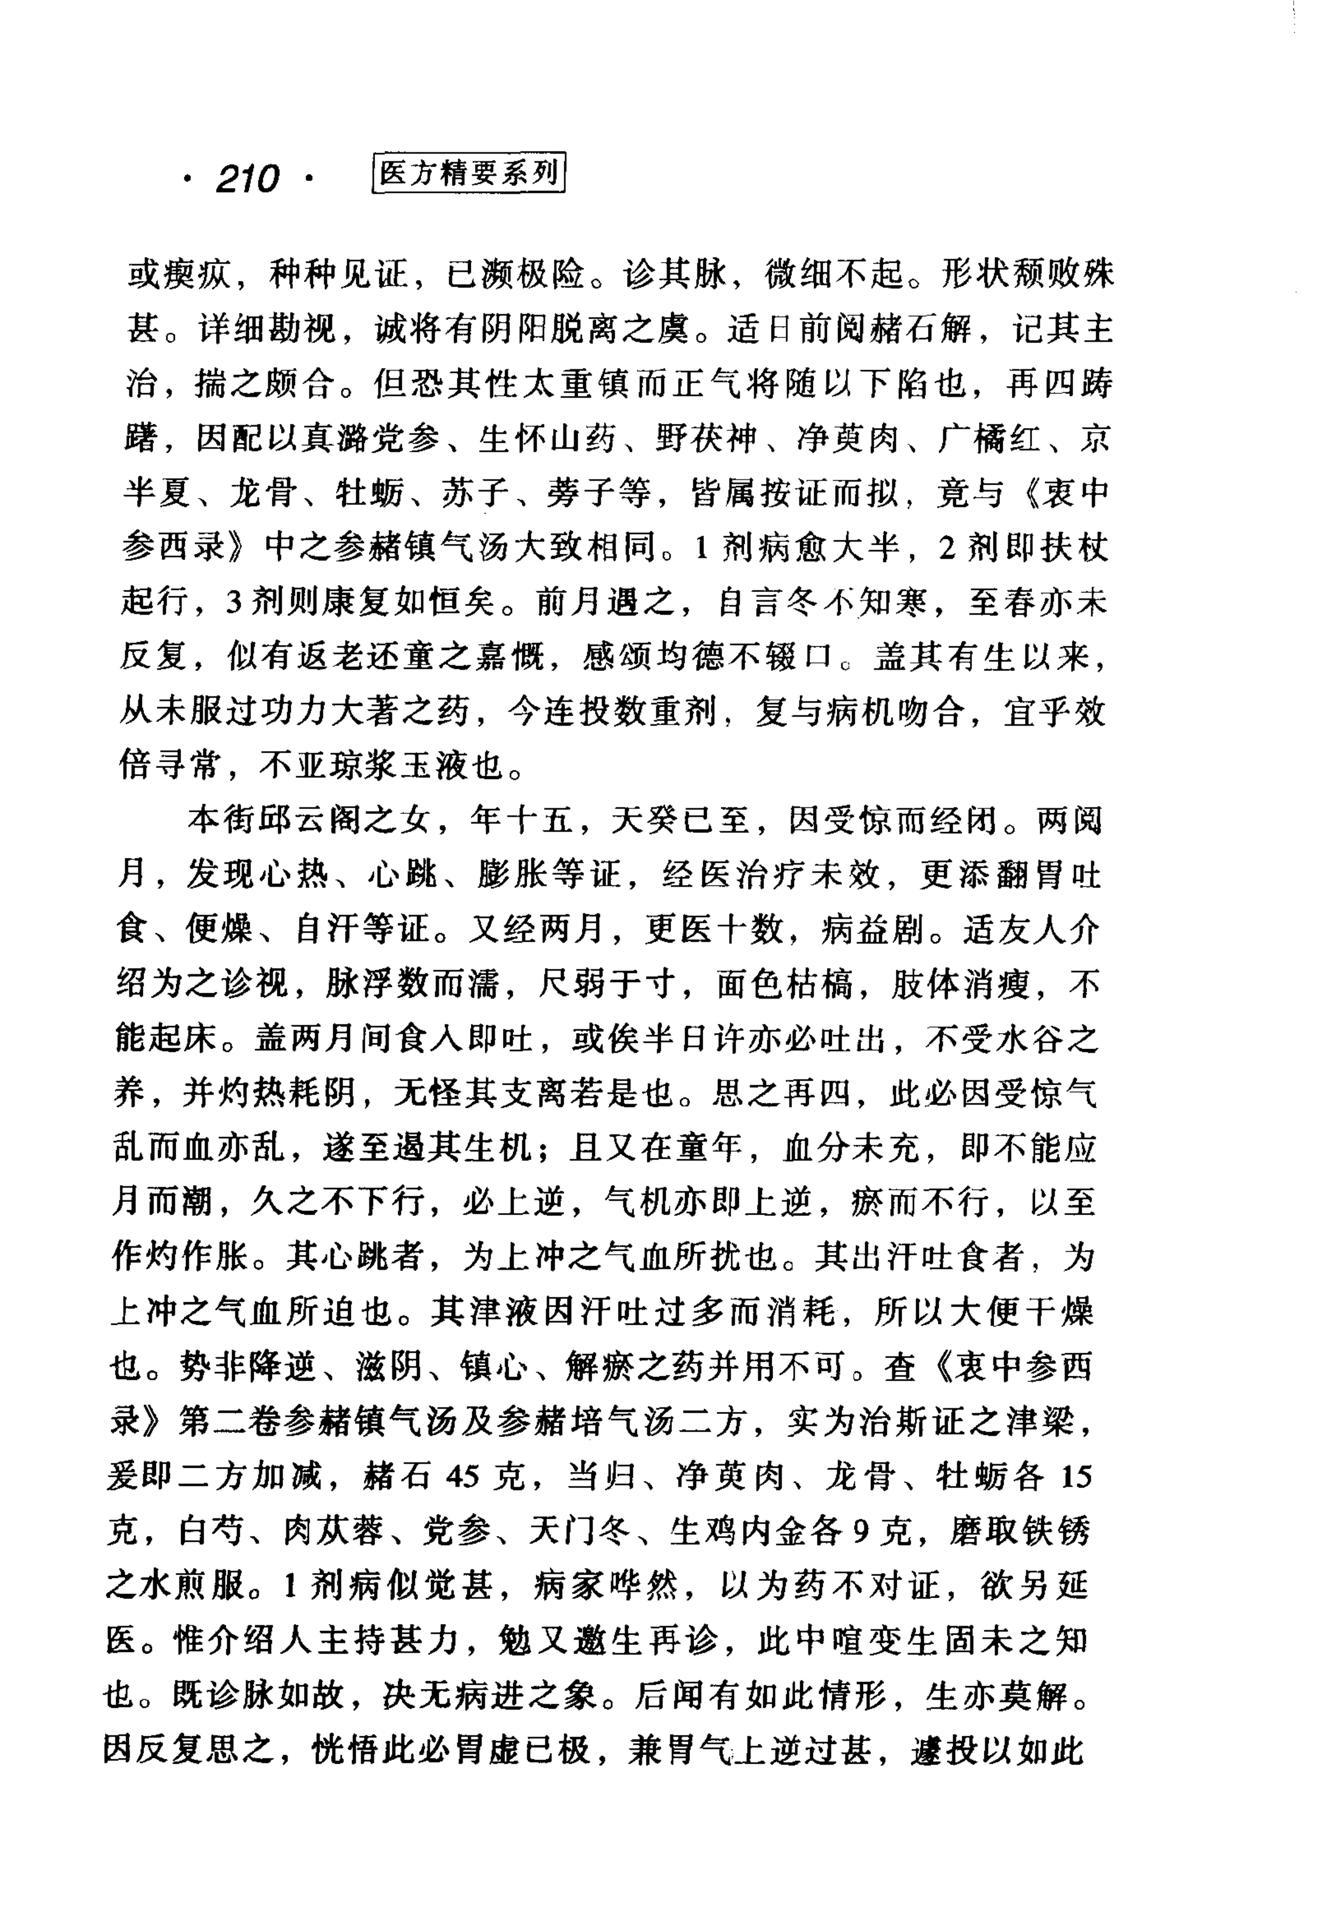 · 210 · 医方精要系列
或瘈疭，种种见证，已濒极险。诊其脉，微细不起。形状颓败殊
甚。详细勘视，诚将有阴阳脱离之虞。适日前阅赭石解，记其主
治，揣之颇合。但恐其性太重镇而正气将随以下陷也，再四踌
躇，因配以真潞党参、生怀山药、野茯神、净萸肉、广橘红、京
半夏、龙骨、牡蛎、苏子、蒡子等，皆属按证而拟，竟与《衷中
参西录》中之参赭镇气汤大致相同。1 剂病愈大半，2 剂即扶杖
起行，3 剂则康复如恒矣。前月遇之，自言冬不知寒，至春亦未
反复，似有返老还童之嘉慨，感颂均德不辍口。盖其有生以来，
从未服过功力大著之药，今连投数重剂，复与病机吻合，宜乎效
倍寻常，不亚琼浆玉液也。
本街邱云阁之女，年十五，天癸已至，因受惊而经闭。两阅
月，发现心热、心跳、膨胀等证，经医治疗未效，更添翻胃吐
食、便燥、自汗等证。又经两月，更医十数，病益剧。适友人介
绍为之诊视，脉浮数而濡，尺弱于寸，面色枯槁，肢体消瘦，不
能起床。盖两月间食入即吐，或俟半日许亦必吐出，不受水谷之
养，并灼热耗阴，无怪其支离若是也。思之再四，此必因受惊气
乱而血亦乱，遂至遏其生机；且又在童年，血分未充，即不能应
月而潮，久之不下行，必上逆，气机亦即上逆，瘀而不行，以至
作灼作胀。其心跳者，为上冲之气血所扰也。其出汗吐食者，为
上冲之气血所迫也。其津液因汗吐过多而消耗，所以大便干燥
也。势非降逆、滋阴、镇心、解瘀之药并用不可。查《衷中参西
录》第二卷参赭镇气汤及参赭培气汤二方，实为治斯证之津梁，
爰即二方加减，赭石 45 克，当归、净萸肉、龙骨、牡蛎各 15
克，白芍、肉苁蓉、党参、天门冬、生鸡内金各 9 克，磨取铁锈
之水煎服。1 剂病似觉甚，病家哗然，以为药不对证，欲另延
医。惟介绍人主持甚力，勉又邀生再诊，此中喧变生固未之知
也。既诊脉如故，决无病进之象。后闻有如此情形，生亦莫解。
因反复思之，恍悟此必胃虚已极，兼胃气上逆过甚，遽投以如此